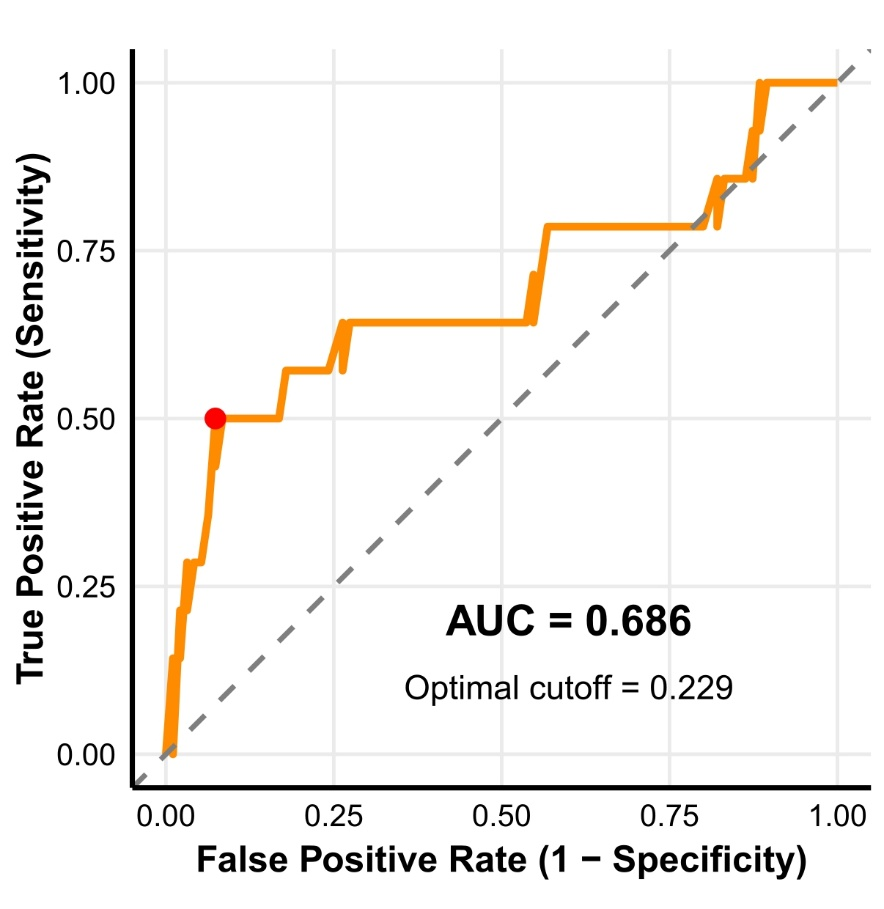 1.00
0.75
0.50
0.25
0.00
True Positive Rate (Sensitivity)
AUC = 0.686
Optimal cutoff = 0.229
0.00 0.25 0.50 0.75 1.00
False Positive Rate (1 − Specificity)